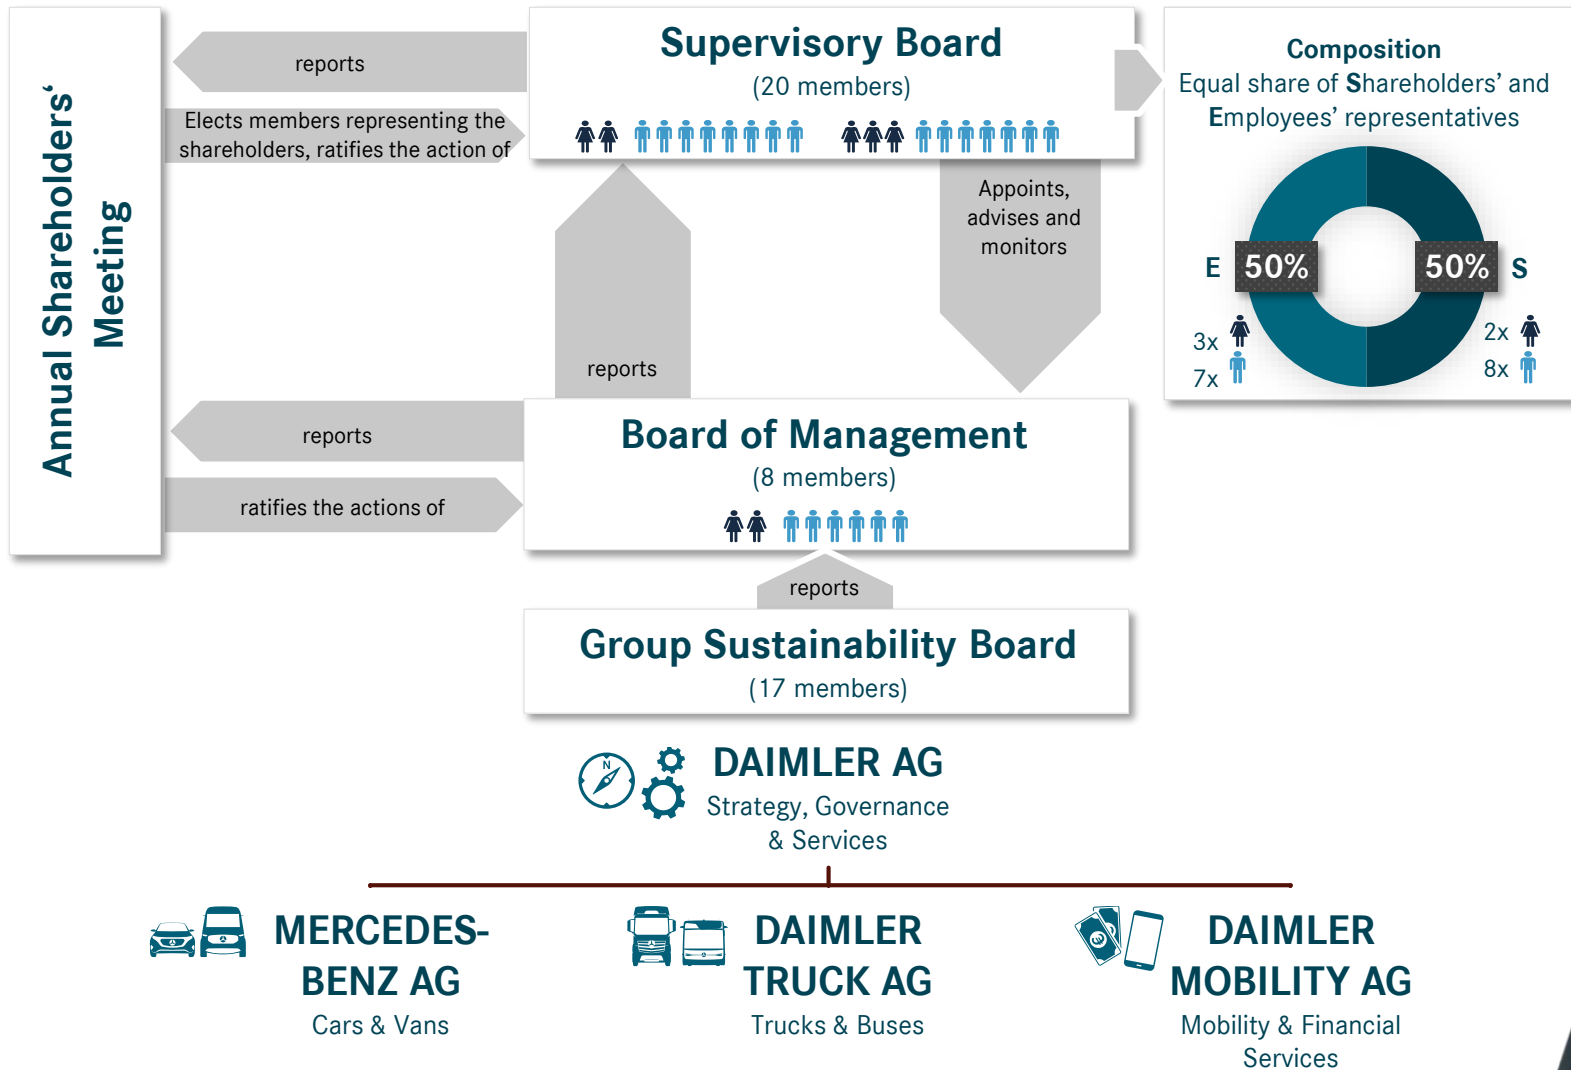 Annual Shareholders‘
Meeting
reports
Elects members representing the
shareholders, ratifies the action of
Supervisory Board
(20 members)
Composition
Equal share of Shareholders’ and
Employees’ representatives
E 50% 50% S
3x 2x
7x 8x
Appoints,
advises and
monitors
reports
reports
ratifies the actions of
Board of Management
(8 members)
reports
Group Sustainability Board
(17 members)
N
DAIMLER AG
Strategy, Governance
& Services
MERCEDES-
BENZ AG
Cars & Vans
DAIMLER
TRUCK AG
Trucks & Buses
DAIMLER
MOBILITY AG
Mobility & Financial
Services